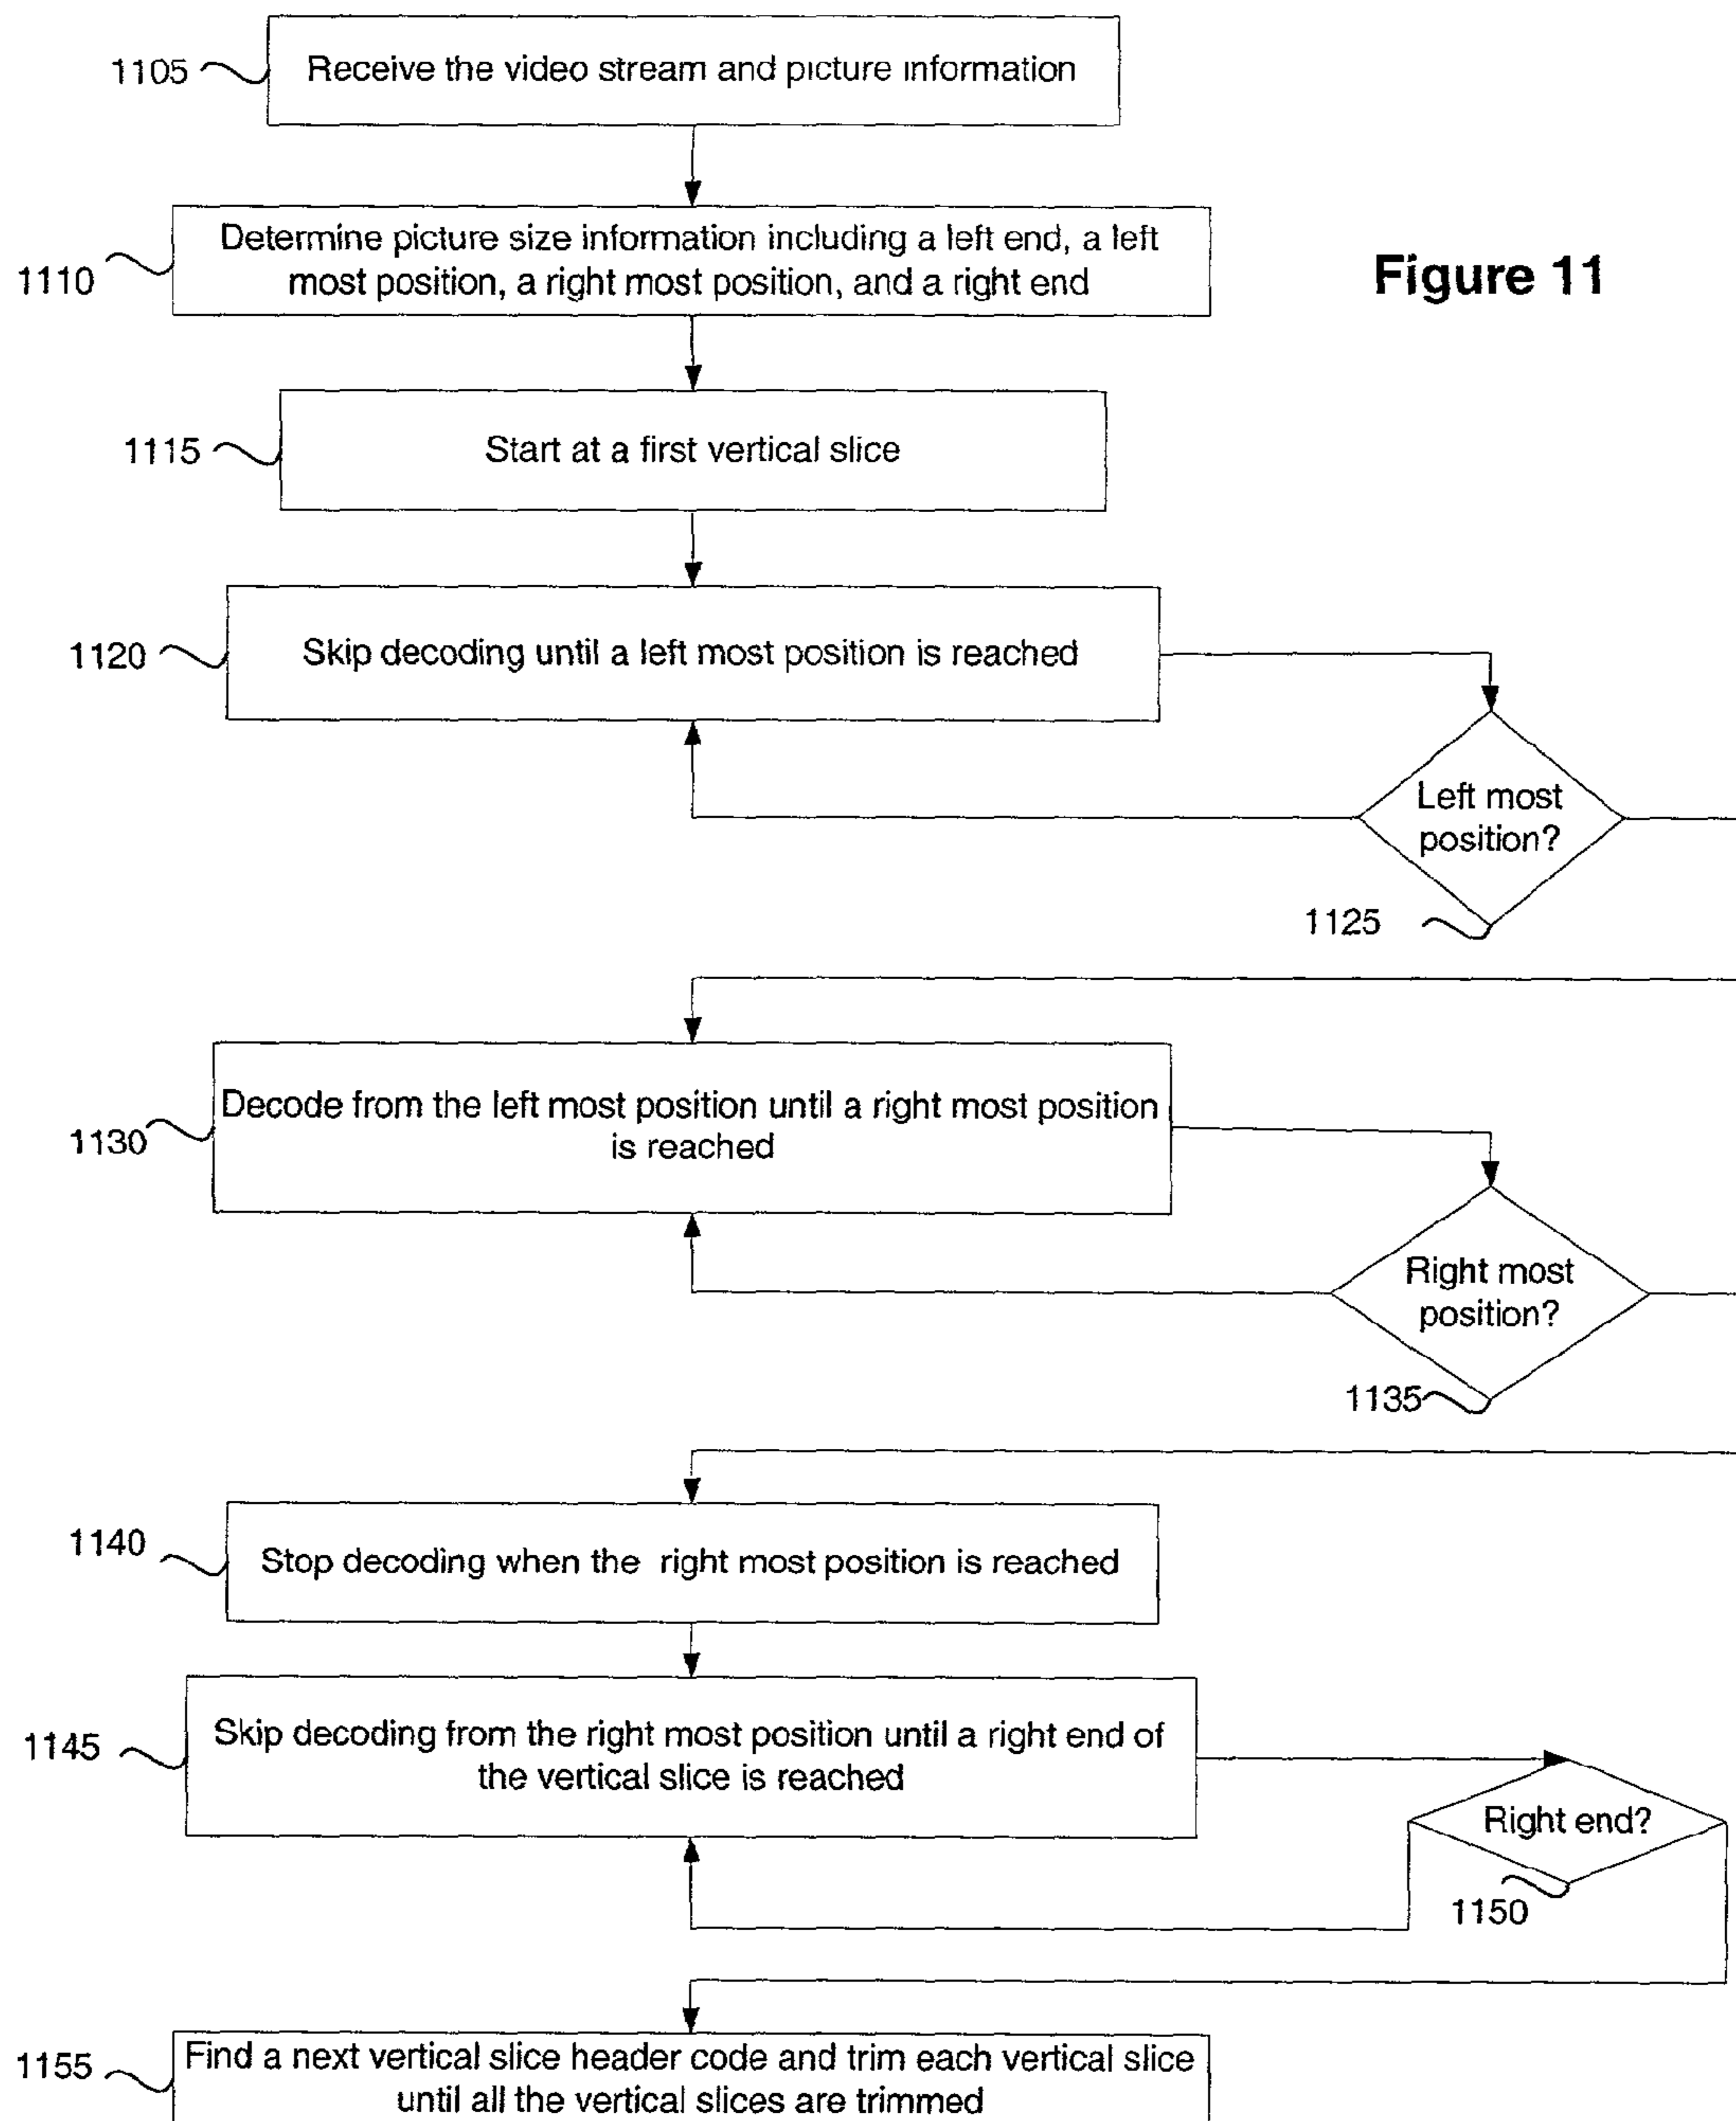 1105
Receive the video stream and picture information
1110
Determine picture size information including a left end, a left
most position, a right most position, and a right end
Figure 11
1115
Start at a first vertical slice
1120
Skip decoding until a left most position is reached
Left most
position?
1125
1130
Decode from the left most position until a right most position
is reached
Right most
position?
1135
1140
Stop decoding when the right most position is reached
1145
Skip decoding from the right most position until a right end of
the vertical slice is reached
Right end?
1150
1155
Find a next vertical slice header code and trim each vertical slice
until all the vertical slices are trimmed